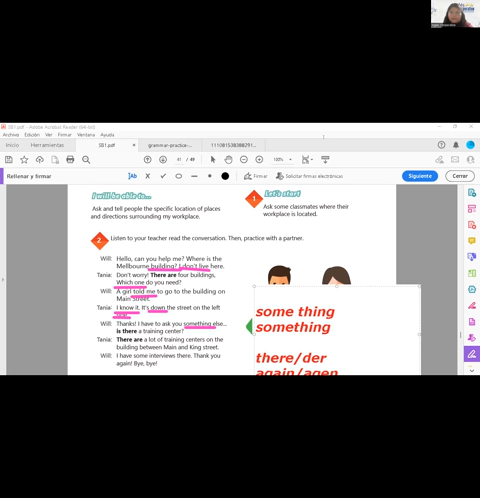 SB1.pdf - Adobe Acrobat Reader (64-bit)
Archivo Edición Ver Firmar Ventana Ayuda
Inicio Herramientas SB1.pdf × grammar-practice-... 111081538388291...
41 / 49 100%
Rellenar y firmar Ab Firmar Solicitar firmas electrónicas Siguiente Cerrar
I will be able to...
Ask and tell people the specific location of places
and directions surrounding my workplace.
1 Let's start
Ask some classmates where their
workplace is located.
2 Listen to your teacher read the conversation. Then, practice with a partner.
Will: Hello, can you help me? Where is the
Mellbourne building? I don't live here.
Tania: Don't worry! There are four buildings,
Which one do you need?
Will: A girl told me to go to the building on
Main Street.
Tania: I know it. It's down the street on the left
Will: Thanks! I have to ask you something else...
is there a training center?
Tania: There are a lot of training centers on the
building between Main and King street.
Will: I have some interviews there. Thank you
again! Bye, bye!
some thing
something
there/der
again/agen